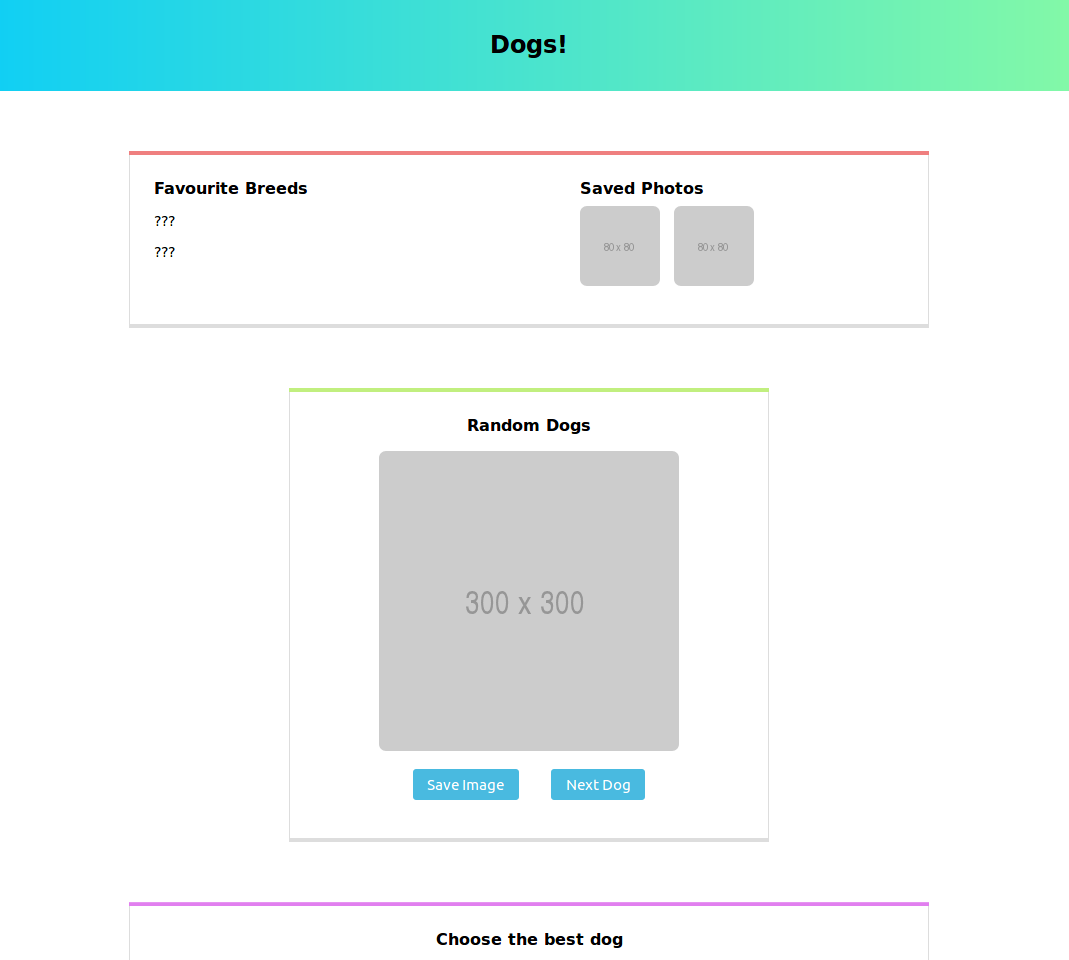 Dogs!
Favourite Breeds
???
???
Saved Photos
80 x 80
80 x 80
Random Dogs
300 x 300
Save Image
Next Dog
Choose the best dog